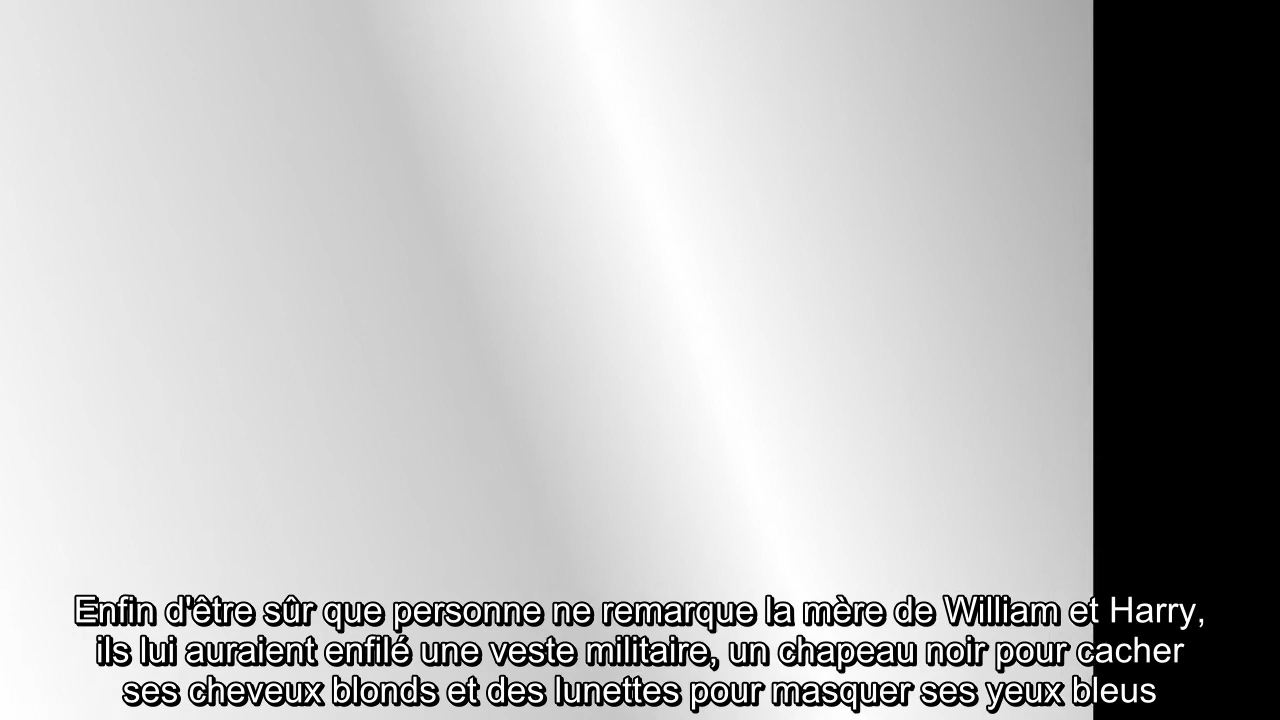 Enfin d'être sûr que personne ne remarque la mère de William et Harry,
ils lui auraient enfilé une veste militaire, un chapeau noir pour cacher
ses cheveux blonds et des lunettes pour masquer ses yeux bleus